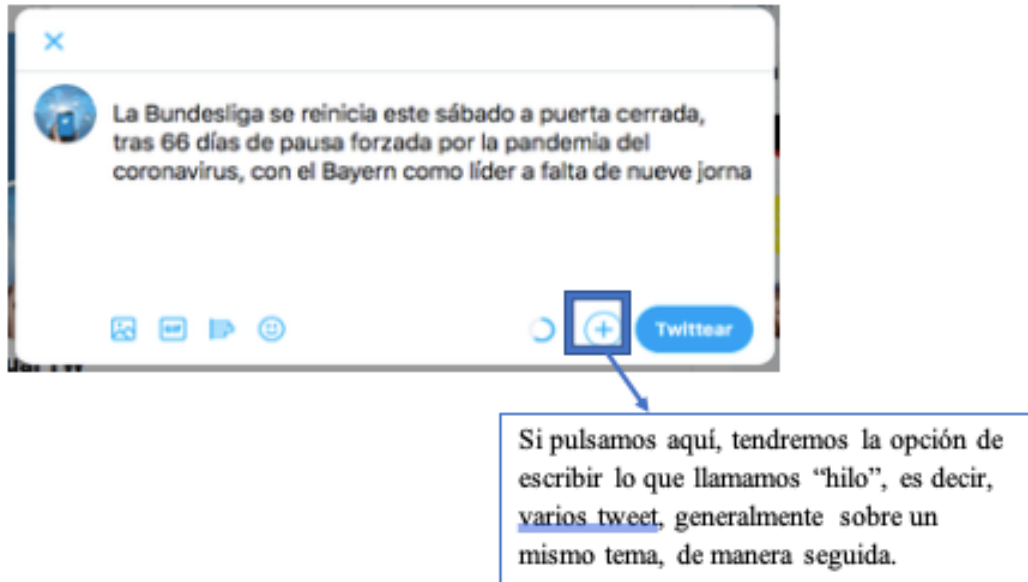 La Bundesliga se reinicia este sábado a puerta cerrada,
tras 66 días de pausa forzada por la pandemia del
coronavirus, con el Bayern como líder a falta de nueve jorna
GIF
Twittear
Si pulsamos aquí, tendremos la opción de
escribir lo que llamamos “hilo”, es decir,
varios tweet, generalmente sobre un
mismo tema, de manera seguida.